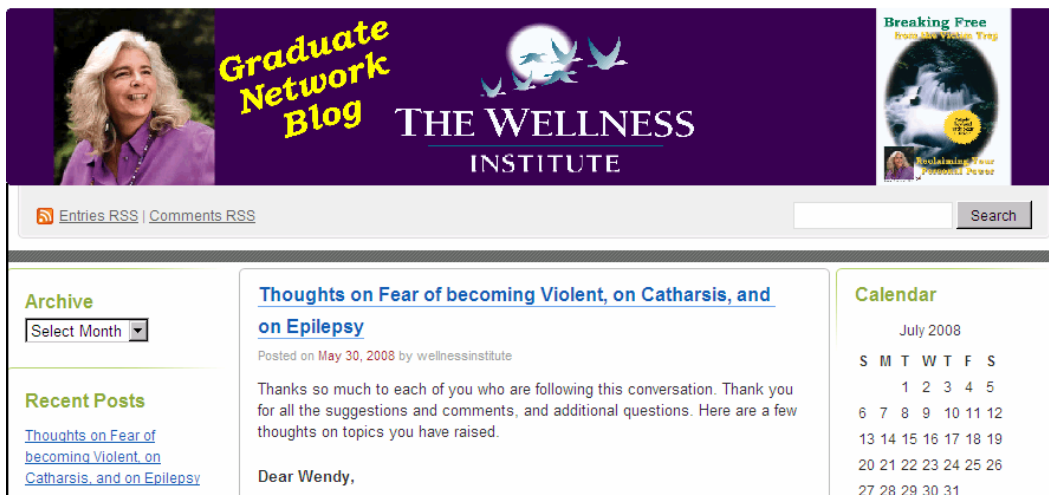 Graduate
Network
Blog
THE WELLNESS
INSTITUTE
Breaking Free
from the Victim Trap
Reclaiming Your
Personal Power
Entries RSS | Comments RSS
Search
Archive
Select Month
Recent Posts
Thoughts on Fear of
becoming Violent, on
Catharsis, and on Epilepsy
Thoughts on Fear of becoming Violent, on Catharsis, and
on Epilepsy
Posted on May 30, 2008 by wellnessinstitute
Thanks so much to each of you who are following this conversation. Thank you
for all the suggestions and comments, and additional questions. Here are a few
thoughts on topics you have raised.
Dear Wendy,
Calendar
July 2008
S M T W T F S
1 2 3 4 5
6 7 8 9 10 11 12
13 14 15 16 17 18 19
20 21 22 23 24 25 26
27 28 29 30 31